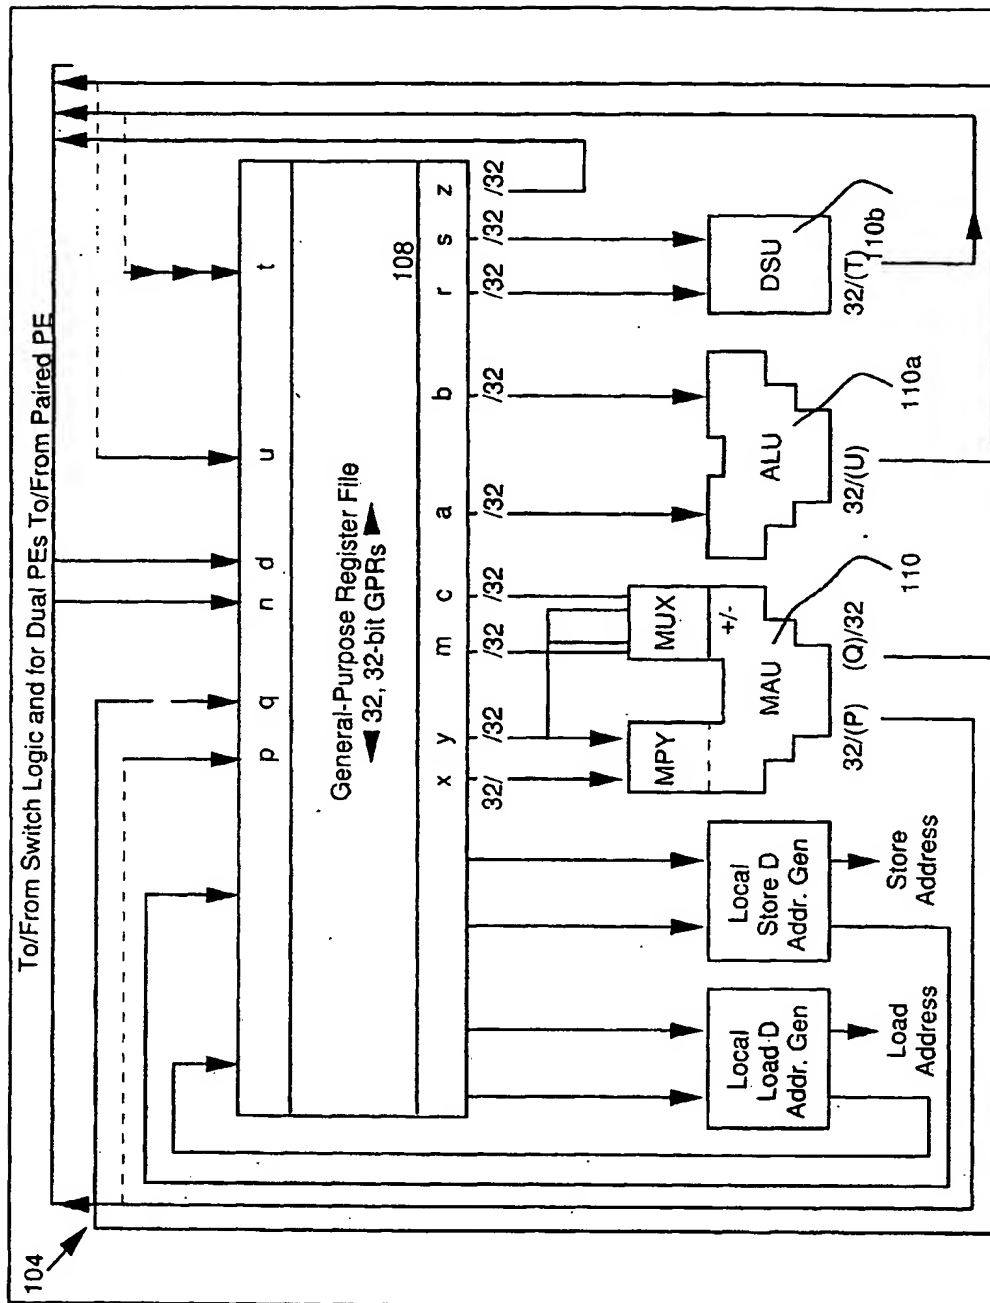 To/From Switch Logic and for Dual PEs To/From Paired PE
104
p
q
n
d
u
t
General-Purpose Register File
32, 32-bit GPRs
108
x
y
m
c
a
b
r
s
z
32/
/32
/32
/32
/32
/32
/32
/32
/32
Local
Load D
Addr. Gen
Local
Store D
Addr. Gen
MPY
MUX
+/-
MAU
ALU
DSU
Load
Address
Store
Address
32/(P)
(Q)/32
110
32/(U)
110a
32/(T)
110b